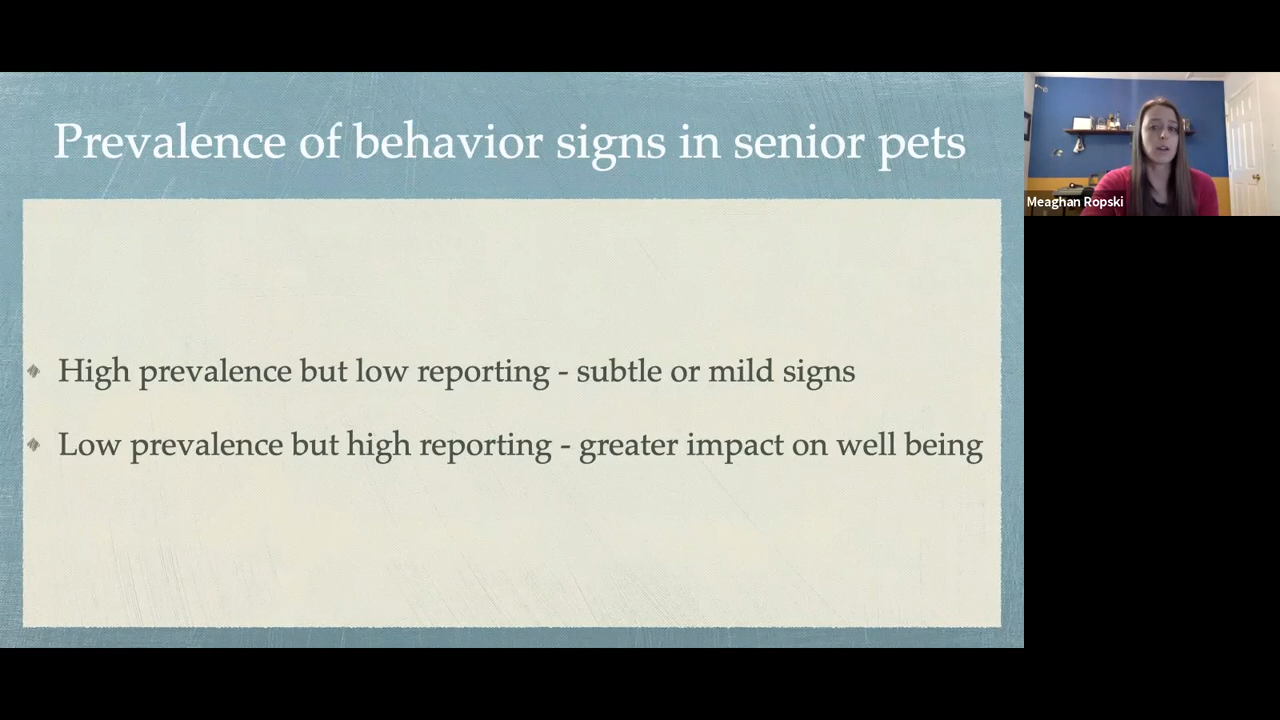 Prevalence of behavior signs in senior pets
High prevalence but low reporting - subtle or mild signs
Low prevalence but high reporting - greater impact on well being
Meaghan Ropski